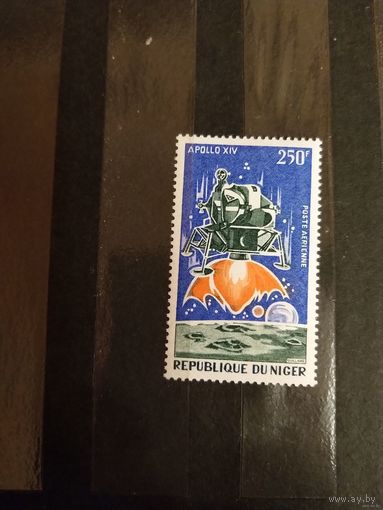 APOLLO XIV
250F
POSTE AERIENNE
REPUBLIQUE DU NIGER
www.ay.by